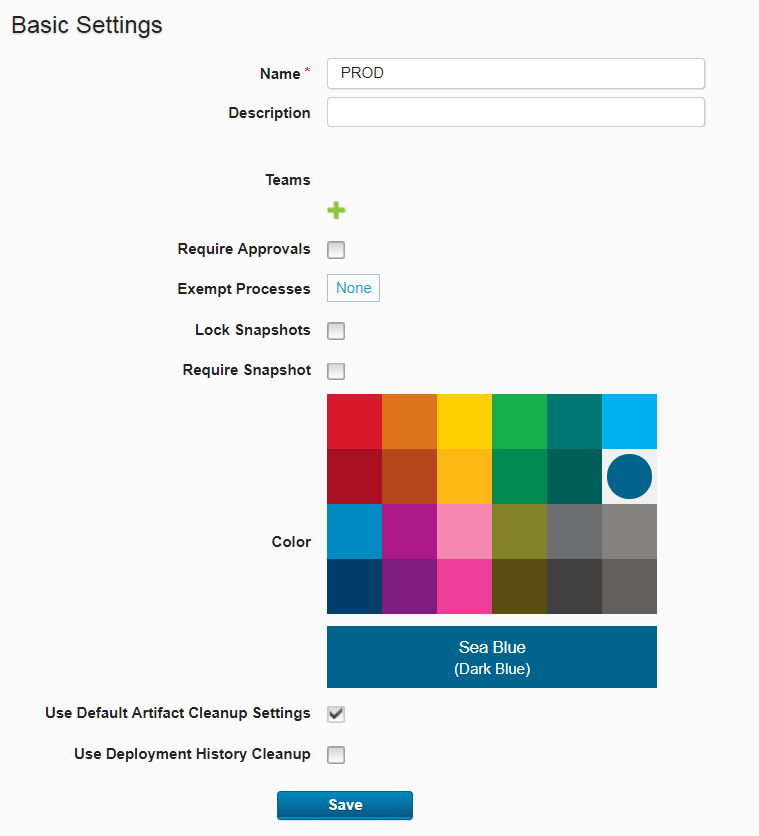 Basic Settings
Name * PROD
Description
Teams
Require Approvals
Exempt Processes None
Lock Snapshots
Require Snapshot
Color
Sea Blue
(Dark Blue)
Use Default Artifact Cleanup Settings
Use Deployment History Cleanup
Save